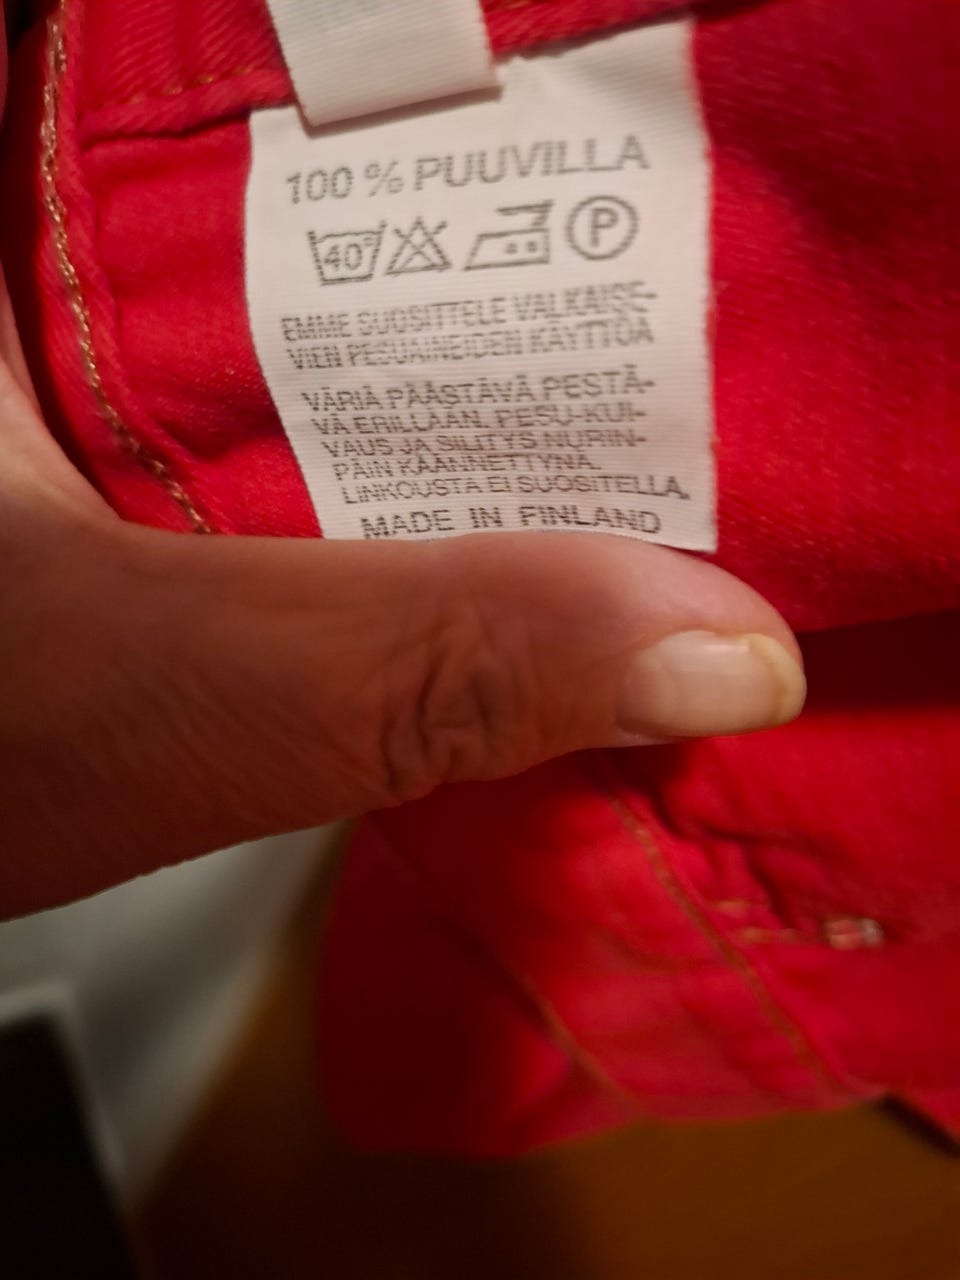 100 % PUUVILLA
40° P
EMME SUOSITTELE VALKAISE-
VIEN PESUAINEIDEN KÄYTTÖÄ
VÄRIÄ PÄÄSTÄVÄ PESTÄ-
VÄ ERILLÄÄN. PESU-KUI-
VAUS JA SILITYS NURIN-
PÄIN KÄÄNNETTYNÄ.
LINKOUSTA EI SUOSITELLA.
MADE IN FINLAND